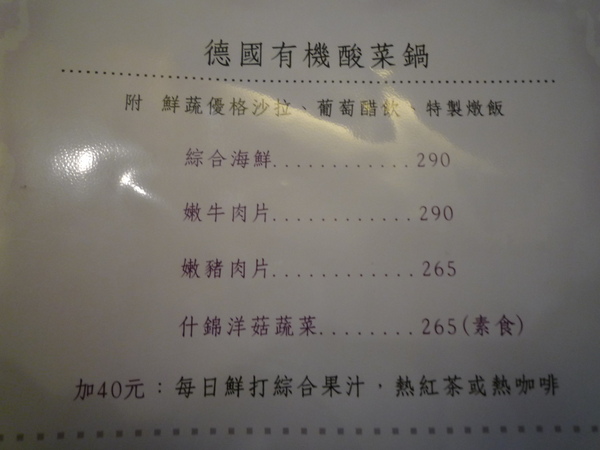 德國有機酸菜鍋
附 鮮蔬優格沙拉、葡萄醋飲、特製燉飯
綜合海鮮.............290
嫩牛肉片.............290
嫩豬肉片.............265
什錦洋菇蔬菜.........265(素食)
加40元：每日鮮打綜合果汁，熱紅茶或熱咖啡